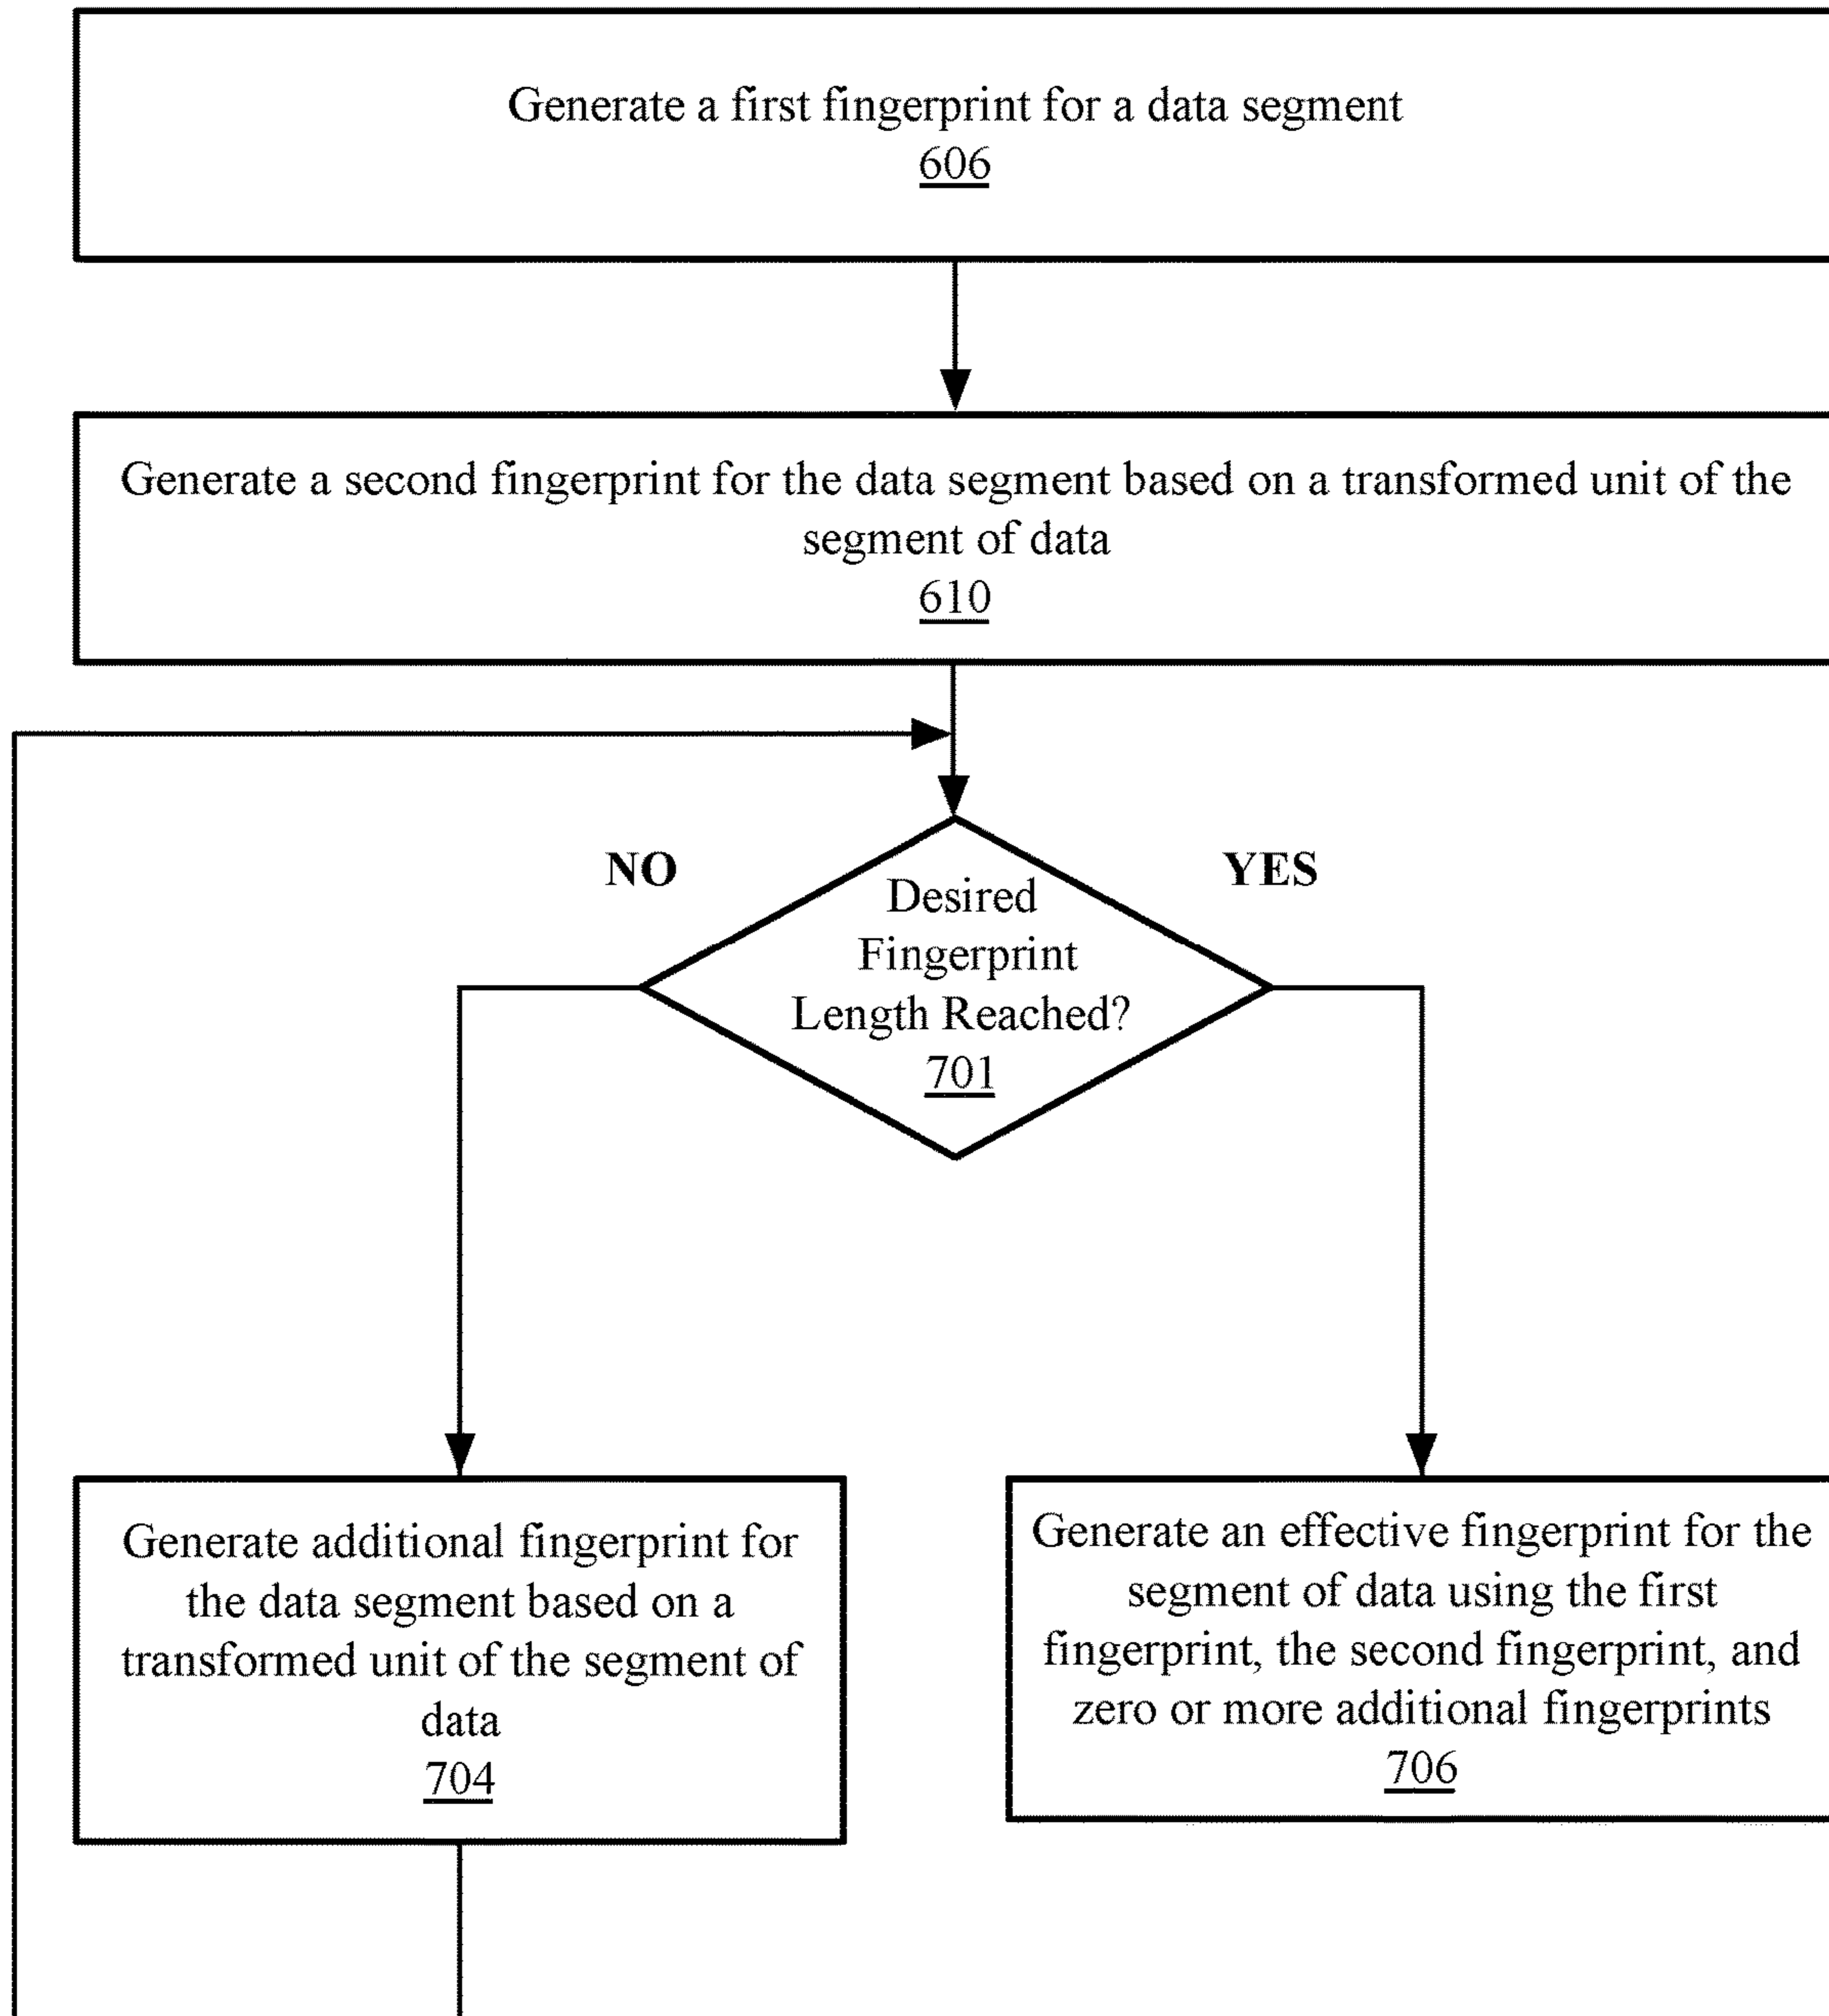 Generate a first fingerprint for a data segment
606
Generate a second fingerprint for the data segment based on a transformed unit of the
segment of data
610
NO
YES
Desired
Fingerprint
Length Reached?
701
Generate additional fingerprint for
the data segment based on a
transformed unit of the segment of
data
704
Generate an effective fingerprint for the
segment of data using the first
fingerprint, the second fingerprint, and
zero or more additional fingerprints
706